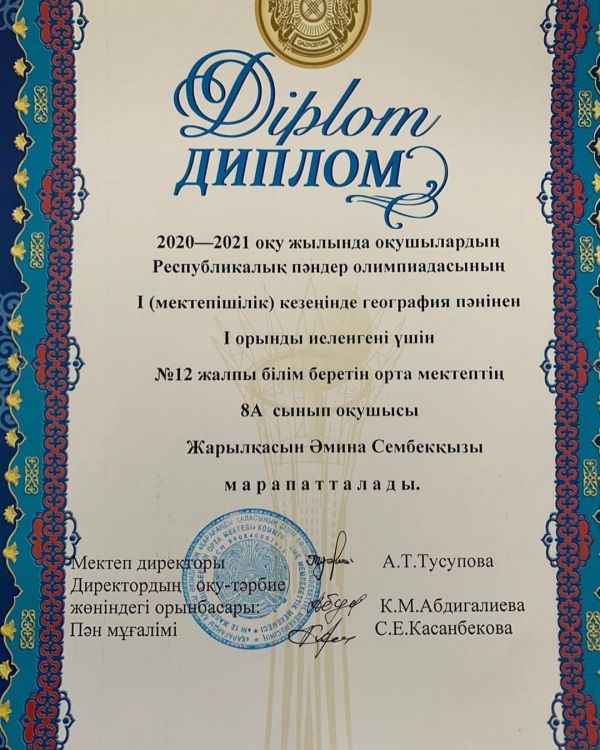 QAZAQSTAN
Diplom
ДИПЛОМ
2020—2021 оқу жылында оқушылардың
Республикалық пәндер олимпиадасының
I (мектепішілік) кезеңінде география пәнінен
I орынды иеленгені үшін
№12 жалпы білім беретін орта мектептің
8А сынып оқушысы
Жарылқасын Әмина Сембекқызы
м а р а п а т т а л а д ы.
Мектеп директоры А.Т.Тусупова
Директордың оқу-тәрбие
жөніндегі орынбасары: К.М.Абдигалиева
Пән мұғалімі С.Е.Касанбекова